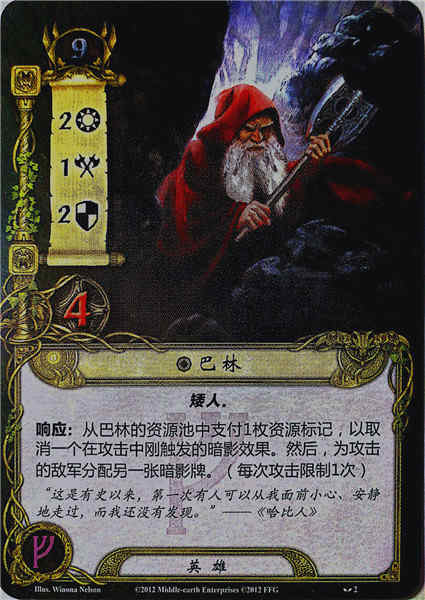 9
2
1
2
4
巴林
矮人。
响应：从巴林的资源池中支付1枚资源标记，以取
消一个在攻击中刚触发的暗影效果。然后，为攻击
的敌军分配另一张暗影牌。（每次攻击限制1次）
“这是有史以来，第一次有人可以从我面前小心、安静
地走过，而我还没有发现。”——《哈比人》
英雄
Illus. Winona Nelson ©2012 Middle-earth Enterprises ©2012 FFG 2